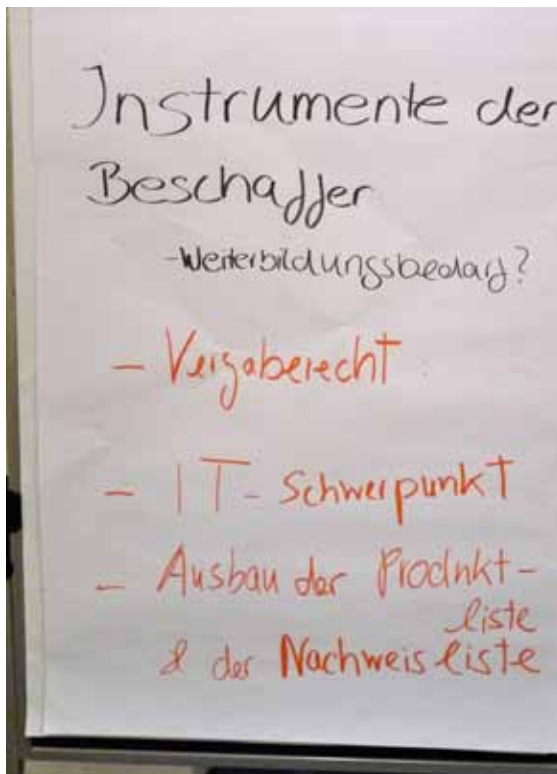 Instrumente der
Beschaffer
-Weiterbildungsbedarf?
- Vergaberecht
- IT- Schwerpunkt
- Ausbau der Produkt-
liste
& der Nachweisliste